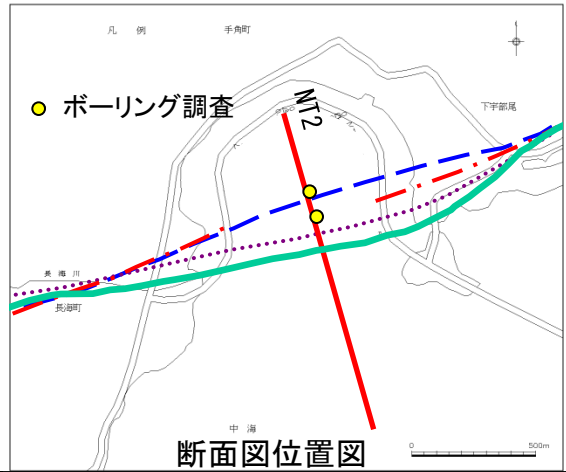 凡 例
手角町
ボーリング調査
NT2
下宇部尾
長海川
長海町
中海
断面図位置図
0
500m